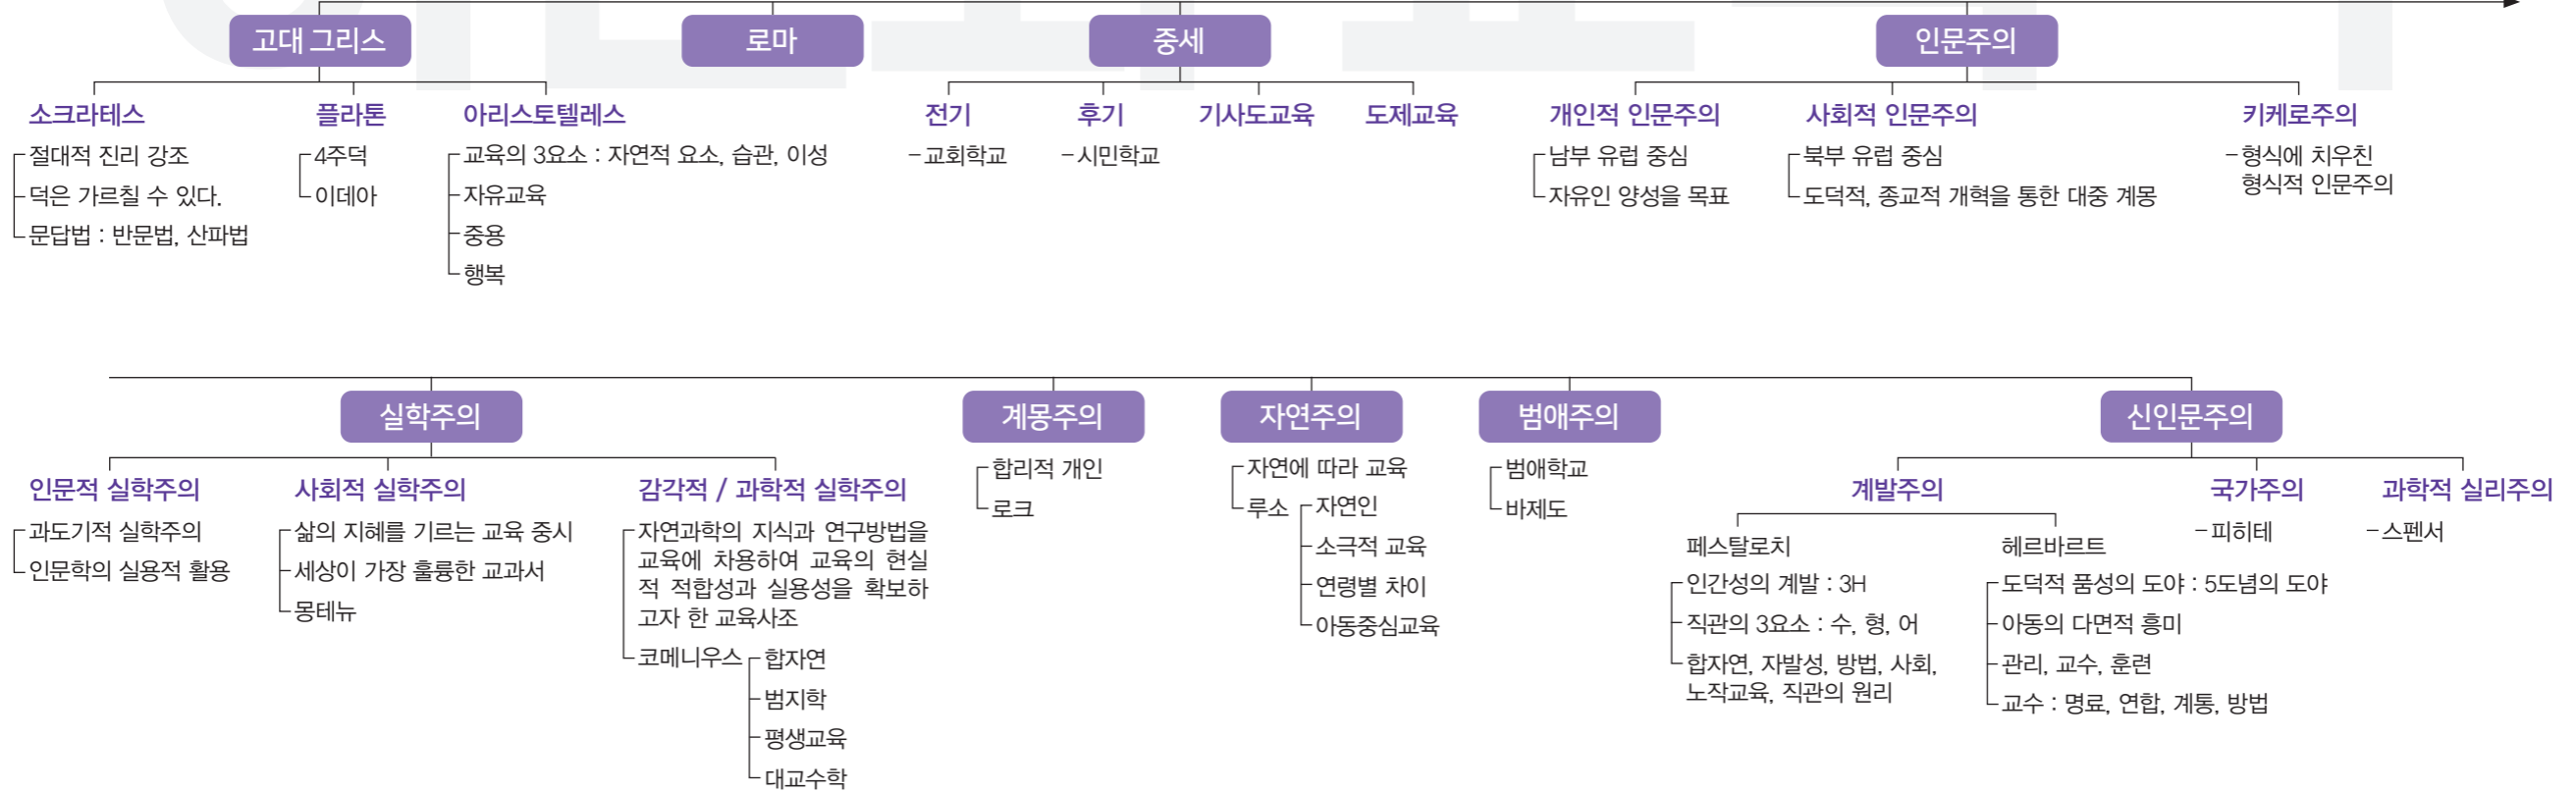 고대 그리스
로마
중세
인문주의
소크라테스
절대적 진리 강조
덕은 가르칠 수 있다.
문답법 : 반문법, 산파법
플라톤
4주덕
이데아
아리스토텔레스
교육의 3요소 : 자연적 요소, 습관, 이성
자유교육
중용
행복
전기
교회학교
후기
시민학교
기사도교육
도제교육
개인적 인문주의
남부 유럽 중심
자유인 양성을 목표
사회적 인문주의
북부 유럽 중심
도덕적, 종교적 개혁을 통한 대중 계몽
키케로주의
형식에 치우친
형식적 인문주의
실학주의
계몽주의
자연주의
범애주의
신인문주의
인문적 실학주의
과도기적 실학주의
인문학의 실용적 활용
사회적 실학주의
삶의 지혜를 기르는 교육 중시
세상이 가장 훌륭한 교과서
몽테뉴
감각적 / 과학적 실학주의
자연과학의 지식과 연구방법을
교육에 차용하여 교육의 현실
적 적합성과 실용성을 확보하
고자 한 교육사조
코메니우스
합자연
범지학
평생교육
대교수학
합리적 개인
로크
자연에 따라 교육
루소
자연인
소극적 교육
연령별 차이
아동중심교육
범애학교
바제도
계발주의
페스탈로치
인간성의 계발 : 3H
직관의 3요소 : 수, 형, 어
합자연, 자발성, 방법, 사회,
노작교육, 직관의 원리
헤르바르트
도덕적 품성의 도야 : 5도념의 도야
아동의 다면적 흥미
관리, 교수, 훈련
교수 : 명료, 연합, 계통, 방법
국가주의
피히테
과학적 실리주의
스펜서